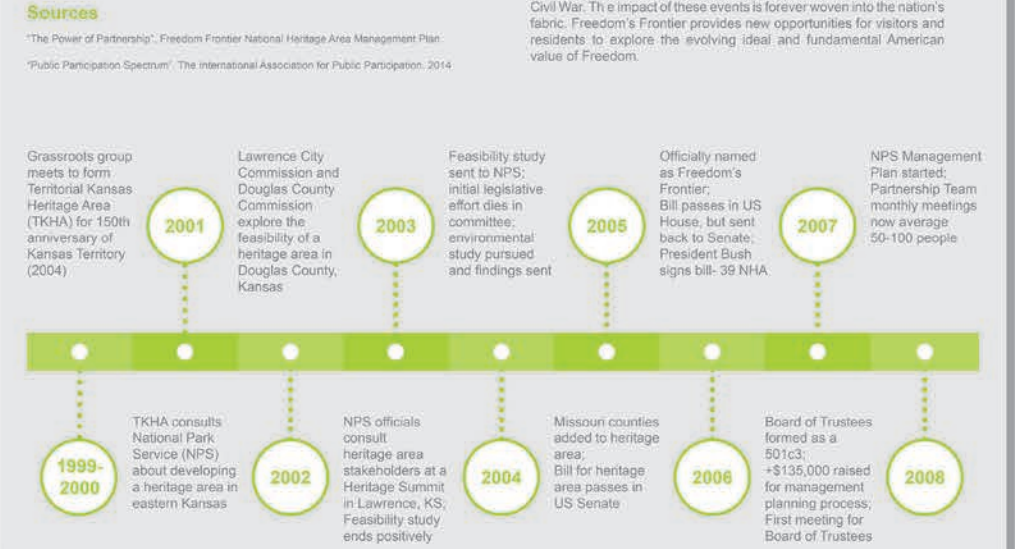 Sources
"The Power of Partnership", Freedom Frontier National Heritage Area Management Plan.
"Public Participation Spectrum". The International Association for Public Participation. 2014
Civil War. Th e impact of these events is forever woven into the nation's
fabric. Freedom's Frontier provides new opportunities for visitors and
residents to explore the evolving ideal and fundamental American
value of Freedom.
Grassroots group
meets to form
Territorial Kansas
Heritage Area
(TKHA) for 150th
anniversary of
Kansas Territory
(2004)
2001
Lawrence City
Commission and
Douglas County
Commission
explore the
feasibility of a
heritage area in
Douglas County,
Kansas
2003
Feasibility study
sent to NPS;
initial legislative
effort dies in
committee;
environmental
study pursued
and findings sent
2005
Officially named
as Freedom's
Frontier;
Bill passes in US
House, but sent
back to Senate;
President Bush
signs bill- 39 NHA
2007
NPS Management
Plan started;
Partnership Team
monthly meetings
now average
50-100 people
1999-
2000
TKHA consults
National Park
Service (NPS)
about developing
a heritage area in
eastern Kansas
2002
NPS officials
consult
heritage area
stakeholders at a
Heritage Summit
in Lawrence, KS,
Feasibility study
ends positively
2004
Missouri counties
added to heritage
area;
Bill for heritage
area passes in
US Senate
2006
Board of Trustees
formed as a
501c3;
+$135,000 raised
for management
planning process;
First meeting for
Board of Trustees
2008